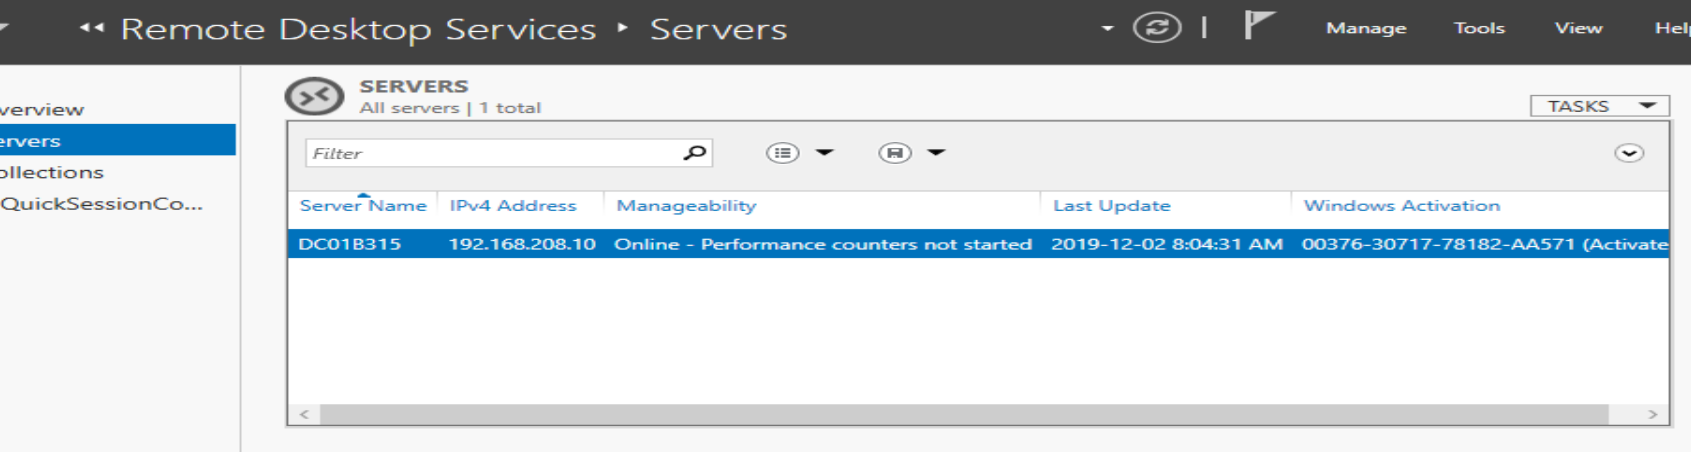 Remote Desktop Services Servers
Manage Tools View Help
verview
ervers
ollections
QuickSessionCo...
SERVERS
All servers | 1 total
TASKS
Filter
Server Name IPv4 Address Manageability Last Update Windows Activation
DC01B315 192.168.208.10 Online - Performance counters not started 2019-12-02 8:04:31 AM 00376-30717-78182-AA571 (Activate